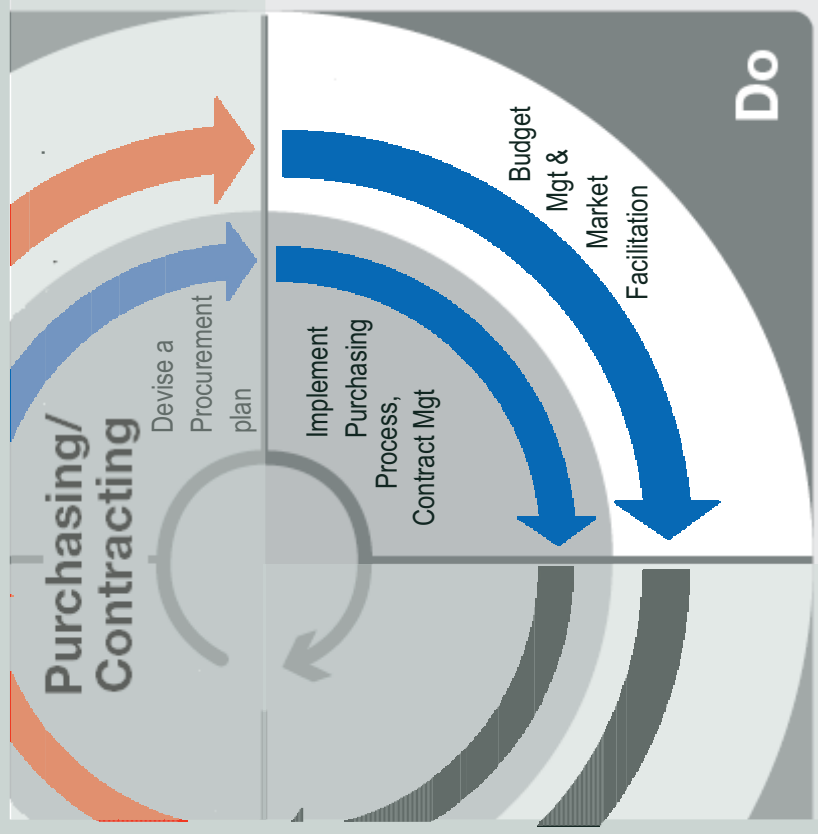 Do
Budget
Mgt &
Market
Facilitation
Devise a
Procurement
plan
Implement
Purchasing
Process,
Contract Mgt
Purchasing/
Contracting